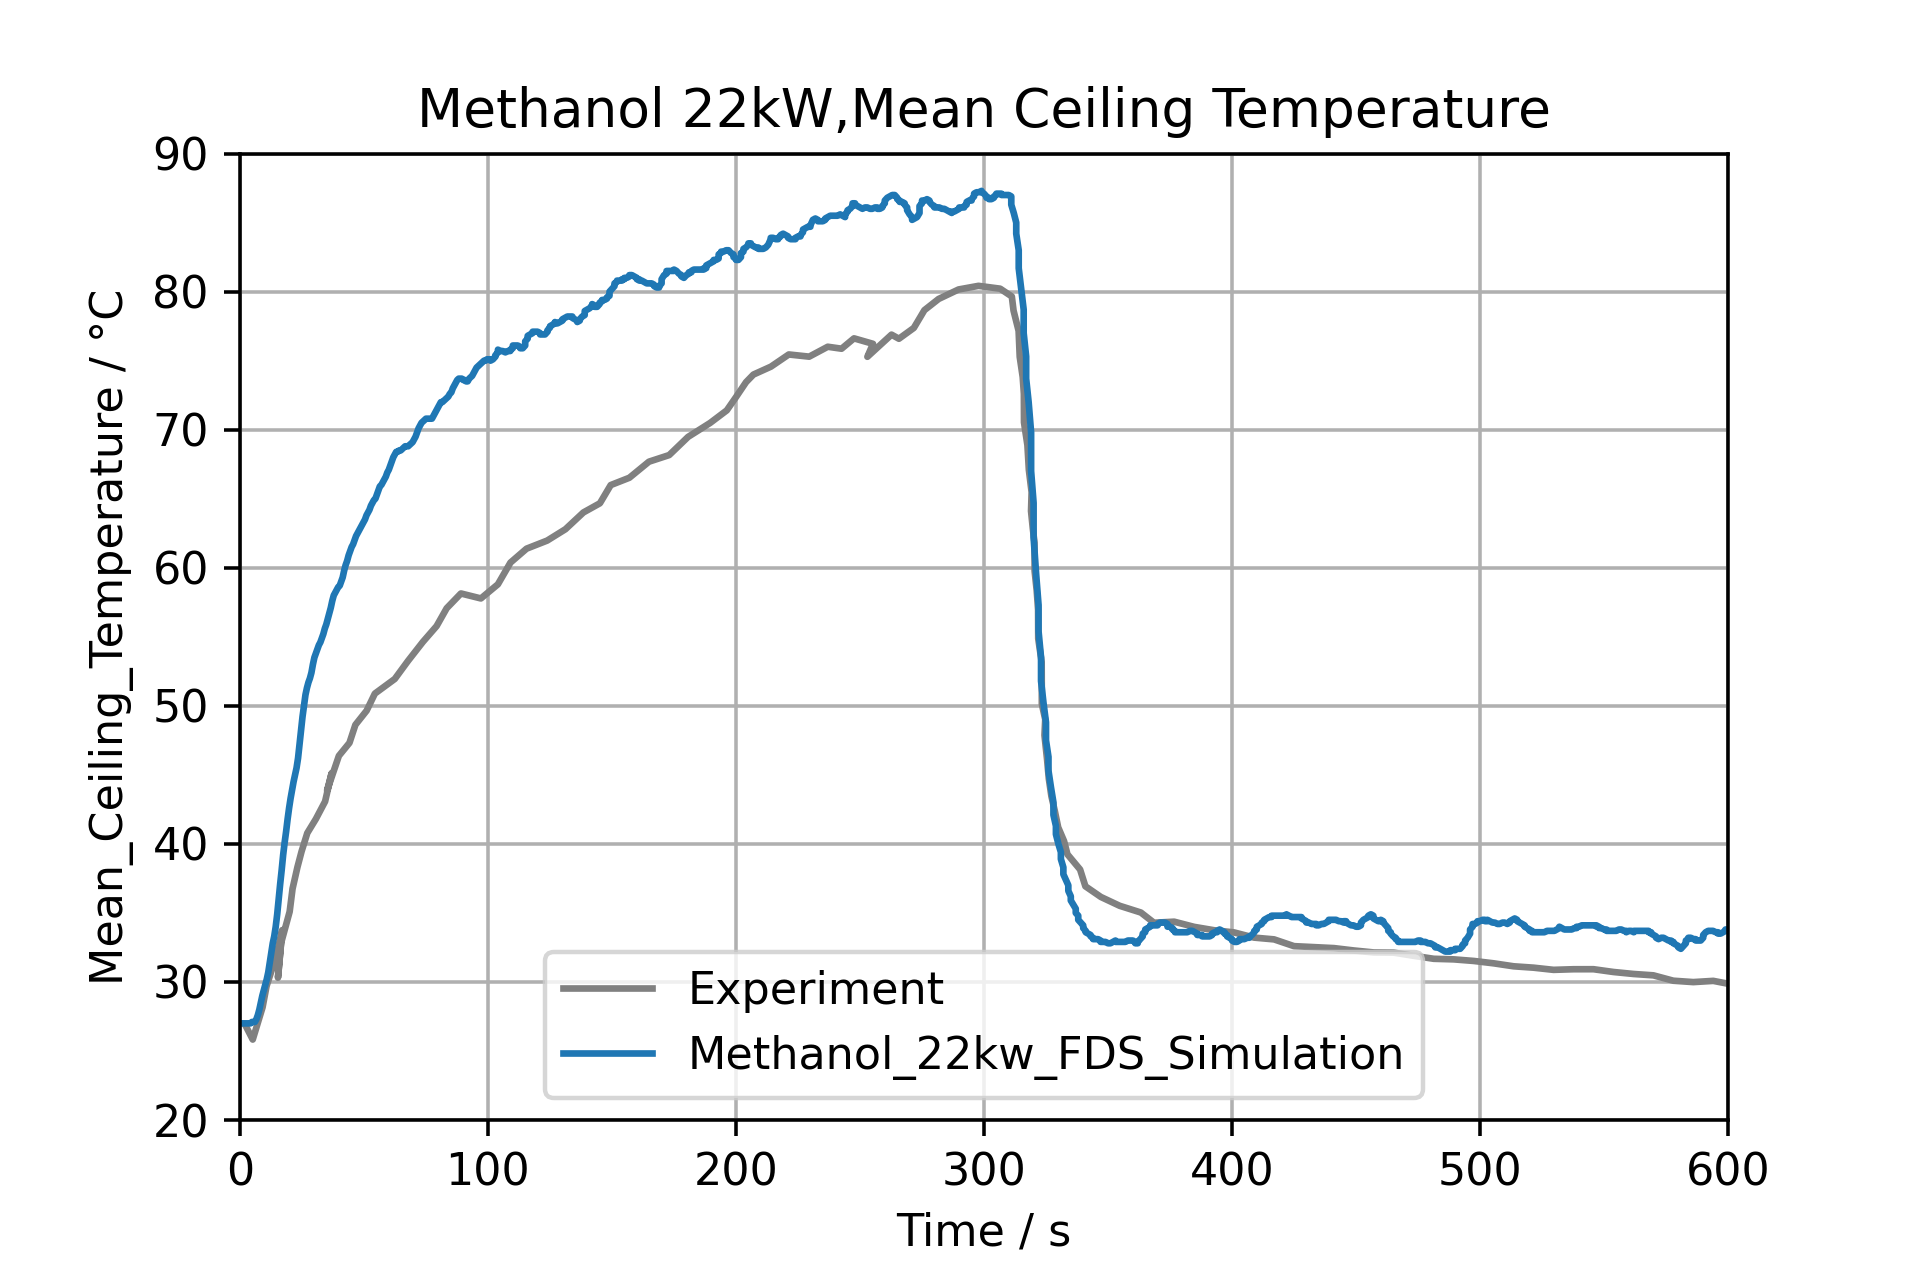 Methanol 22kW,Mean Ceiling Temperature
Mean_Ceiling_Temperature / °C
90
80
70
60
50
40
30
20
Experiment
Methanol_22kw_FDS_Simulation
0 100 200 300 400 500 600
Time / s